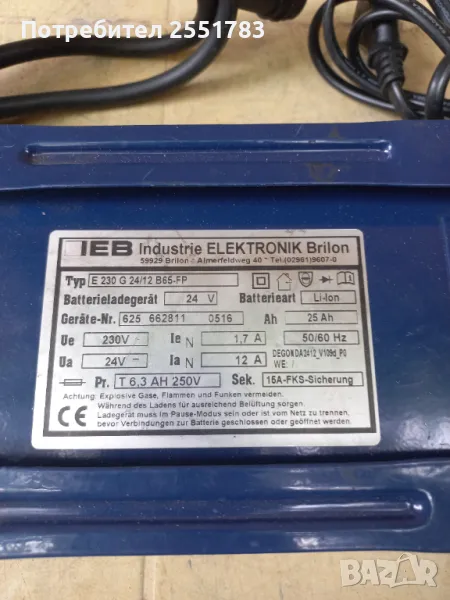 Потребител 2551783
IEB Industrie ELEKTRONIK Brilon
59929 Brilon - Almerfeldweg 40 - Tel.(02961)9607-0
Typ E 230 G 24/12 B65-FP
Batterieladegerät 24 V Batterieart Li-Ion
Geräte-Nr. 625 662811 0516 Ah 25 Ah
Ue 230V Ie N 1,7 A 50/60 Hz
Ua 24V Ia N 12 A DEGONDA2412_V109d_P0
WE: /
Pr. T 6,3 AH 250V Sek. 15A-FKS-Sicherung
Achtung: Explosive Gase, Flammen und Funken vermeiden.
Während des Ladens für ausreichend Belüftung sorgen.
Ladegerät muss im Pause-Modus sein oder ist vom Netz zu trennen,
bevor Verbindungen zur Batterie geschlossen oder geöffnet werden.
CE
bazar